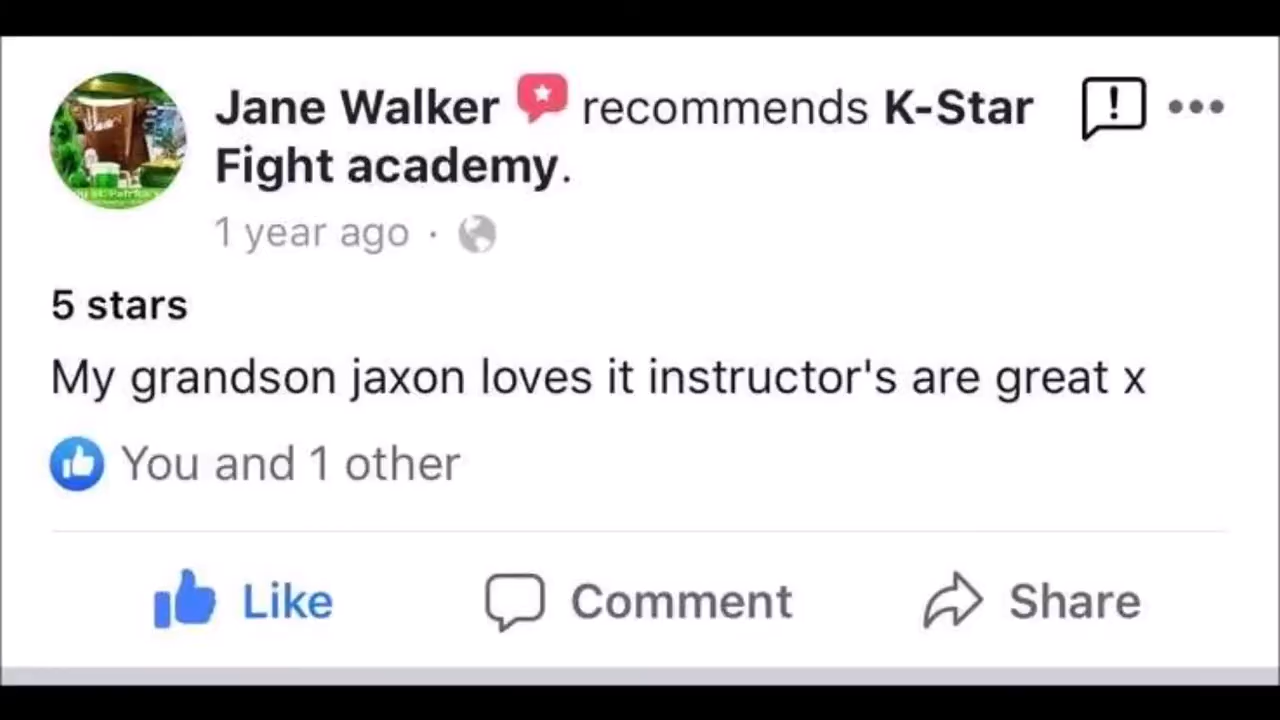 Jane Walker recommends K-Star
Fight academy.
1 year ago ·
5 stars
My grandson jaxon loves it instructor's are great x
You and 1 other
Like Comment Share